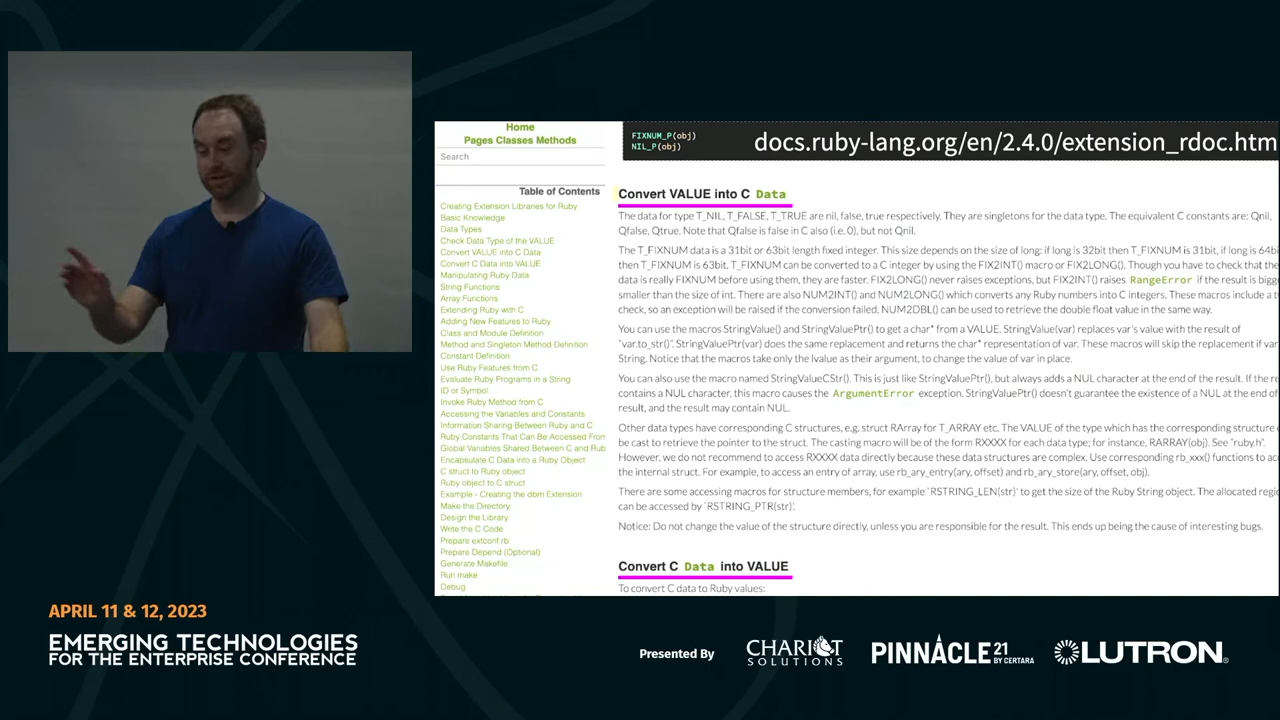 Home
Pages Classes Methods
Search
Table of Contents
Creating Extension Libraries for Ruby
Basic Knowledge
Data Types
Check Data Type of the VALUE
Convert VALUE into C Data
Convert C Data into VALUE
Manipulating Ruby Data
String Functions
Array Functions
Extending Ruby with C
Adding New Features to Ruby
Class and Module Definition
Method and Singleton Method Definition
Constant Definition
Use Ruby Features from C
Evaluate Ruby Programs in a String
ID or Symbol
Invoke Ruby Method from C
Accessing the Variables and Constants
Information Sharing Between Ruby and C
Ruby Constants That Can Be Accessed From
Global Variables Shared Between C and Rub
Encapsulate C Data into a Ruby Object
C struct to Ruby object
Ruby object to C struct
Example - Creating the dbm Extension
Make the Directory
Design the Library
Write the C Code
Prepare extconf.rb
Prepare Depend (Optional)
Generate Makefile
Run make
Debug
FIXNUM_P(obj)
NIL_P(obj)
docs.ruby-lang.org/en/2.4.0/extension_rdoc.htm
Convert VALUE into C Data
The data for type T_NIL, T_FALSE, T_TRUE are nil, false, true respectively. They are singletons for the data type. The equivalent C constants are: Qnil,
Qfalse, Qtrue. Note that Qfalse is false in C also (i.e. 0), but not Qnil.
The T_FIXNUM data is a 31bit or 63bit length fixed integer. This size depends on the size of long: if long is 32bit then T_FIXNUM is 31bit, if long is 64bi
then T_FIXNUM is 63bit. T_FIXNUM can be converted to a C integer by using the FIX2INT() macro or FIX2LONG(). Though you have to check that the
data is really FIXNUM before using them, they are faster. FIX2LONG() never raises exceptions, but FIX2INT() raises RangeError if the result is bigg
smaller than the size of int. There are also NUM2INT() and NUM2LONG() which converts any Ruby numbers into C integers. These macros include a t
check, so an exception will be raised if the conversion failed. NUM2DBL() can be used to retrieve the double float value in the same way.
You can use the macros StringValue() and StringValuePtr() to get a char* from a VALUE. StringValue(var) replaces var's value with the result of
"var.to_str()". StringValuePtr(var) does the same replacement and returns the char* representation of var. These macros will skip the replacement if var
String. Notice that the macros take only the lvalue as their argument, to change the value of var in place.
You can also use the macro named StringValueCStr(). This is just like StringValuePtr(), but always adds a NUL character at the end of the result. If the re
contains a NUL character, this macro causes the ArgumentError exception. StringValuePtr() doesn't guarantee the existence of a NUL at the end of
result, and the result may contain NUL.
Other data types have corresponding C structures, e.g. struct RArray for T_ARRAY etc. The VALUE of the type which has the corresponding structure c
be cast to retrieve the pointer to the struct. The casting macro will be of the form RXXXX for each data type; for instance, RARRAY(obj). See "ruby.h".
However, we do not recommend to access RXXXX data directly because these data structures are complex. Use corresponding rb_xxx() functions to ac
the internal struct. For example, to access an entry of array, use rb_ary_entry(ary, offset) and rb_ary_store(ary, offset, obj).
There are some accessing macros for structure members, for example `RSTRING_LEN(str)` to get the size of the Ruby String object. The allocated regio
can be accessed by `RSTRING_PTR(str)`.
Notice: Do not change the value of the structure directly, unless you are responsible for the result. This ends up being the cause of interesting bugs.
Convert C Data into VALUE
To convert C data to Ruby values:
APRIL 11 & 12, 2023
EMERGING TECHNOLOGIES
FOR THE ENTERPRISE CONFERENCE
Presented By
CHARIOT
SOLUTIONS
PINNACLE 21
BY CERTARA
LUTRON